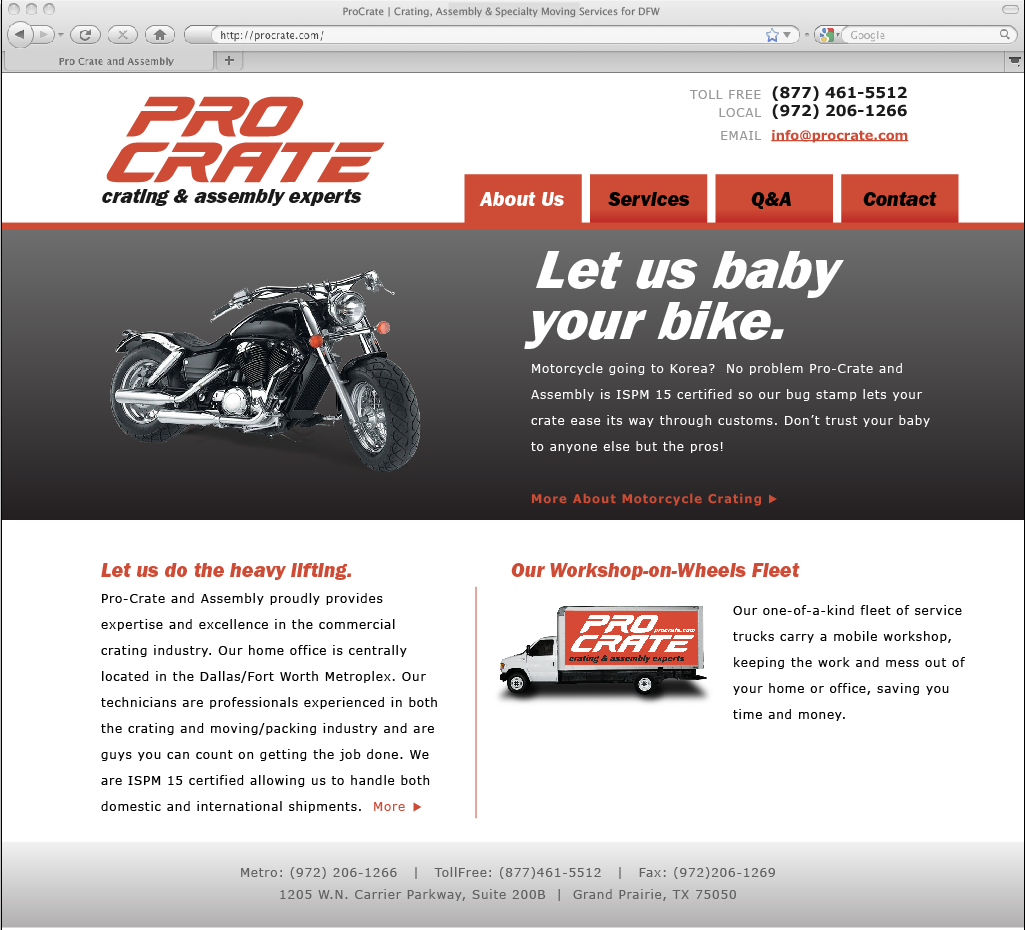 ProCrate | Crating, Assembly & Specialty Moving Services for DFW
http://procrate.com/
Google
Pro Crate and Assembly
PRO
CRATE
crating & assembly experts
TOLL FREE (877) 461-5512
LOCAL (972) 206-1266
EMAIL info@procrate.com
About Us Services Q&A Contact
Let us baby
your bike.
Motorcycle going to Korea? No problem Pro-Crate and
Assembly is ISPM 15 certified so our bug stamp lets your
crate ease its way through customs. Don’t trust your baby
to anyone else but the pros!
More About Motorcycle Crating
Let us do the heavy lifting.
Pro-Crate and Assembly proudly provides
expertise and excellence in the commercial
crating industry. Our home office is centrally
located in the Dallas/Fort Worth Metroplex. Our
technicians are professionals experienced in both
the crating and moving/packing industry and are
guys you can count on getting the job done. We
are ISPM 15 certified allowing us to handle both
domestic and international shipments. More
Our Workshop-on-Wheels Fleet
PRO
procrate.com
CRATE
crating & assembly experts
Our one-of-a-kind fleet of service
trucks carry a mobile workshop,
keeping the work and mess out of
your home or office, saving you
time and money.
Metro: (972) 206-1266 | TollFree: (877)461-5512 | Fax: (972)206-1269
1205 W.N. Carrier Parkway, Suite 200B | Grand Prairie, TX 75050